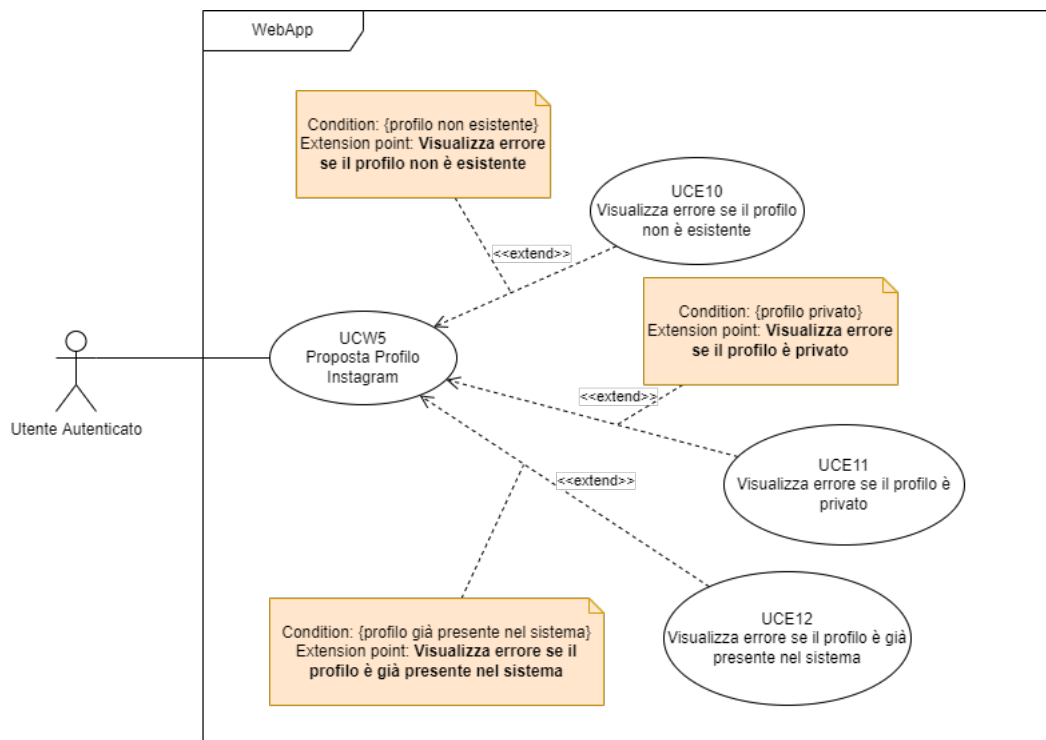 WebApp
Condition: {profilo non esistente}
Extension point: Visualizza errore
se il profilo non è esistente
UCE10
Visualizza errore se il profilo
non è esistente
<<extend>>
Condition: {profilo privato}
Extension point: Visualizza errore
se il profilo è privato
UCW5
Proposta Profilo
Instagram
Utente Autenticato
<<extend>>
UCE11
Visualizza errore se il profilo è
privato
<<extend>>
UCE12
Visualizza errore se il profilo è già
presente nel sistema
Condition: {profilo già presente nel sistema}
Extension point: Visualizza errore se il
profilo è già presente nel sistema